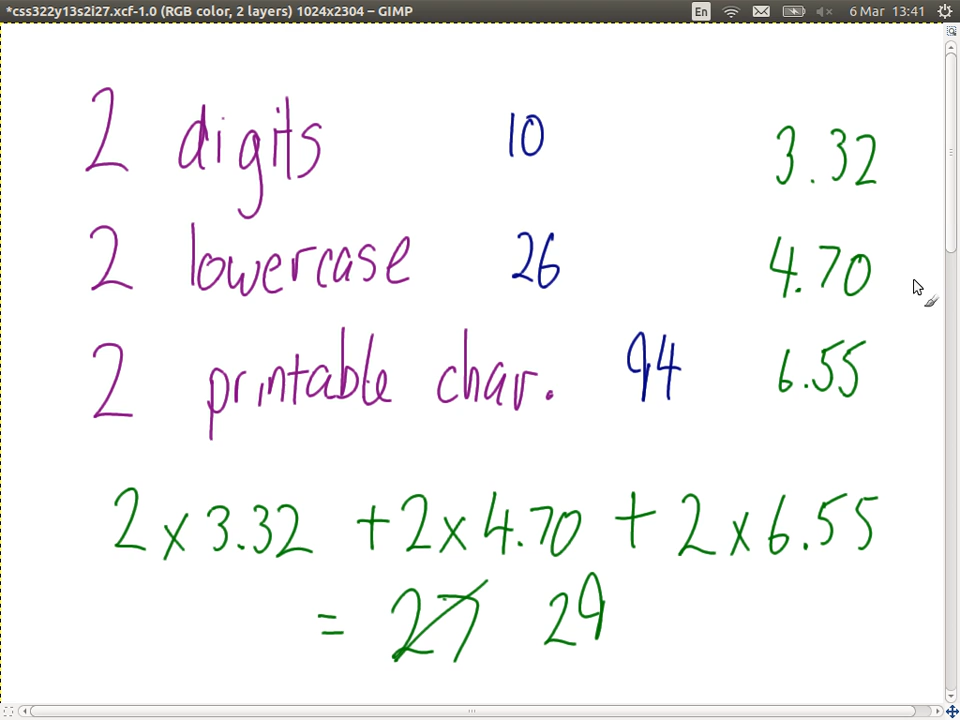 *css322y13s2i27.xcf-1.0 (RGB color, 2 layers) 1024x2304 – GIMP En 6 Mar 13:41
2 digits 10 3.32
2 lowercase 26 4.70
2 printable char. 94 6.55
2 x 3.32 + 2 x 4.70 + 2 x 6.55
= 27 29